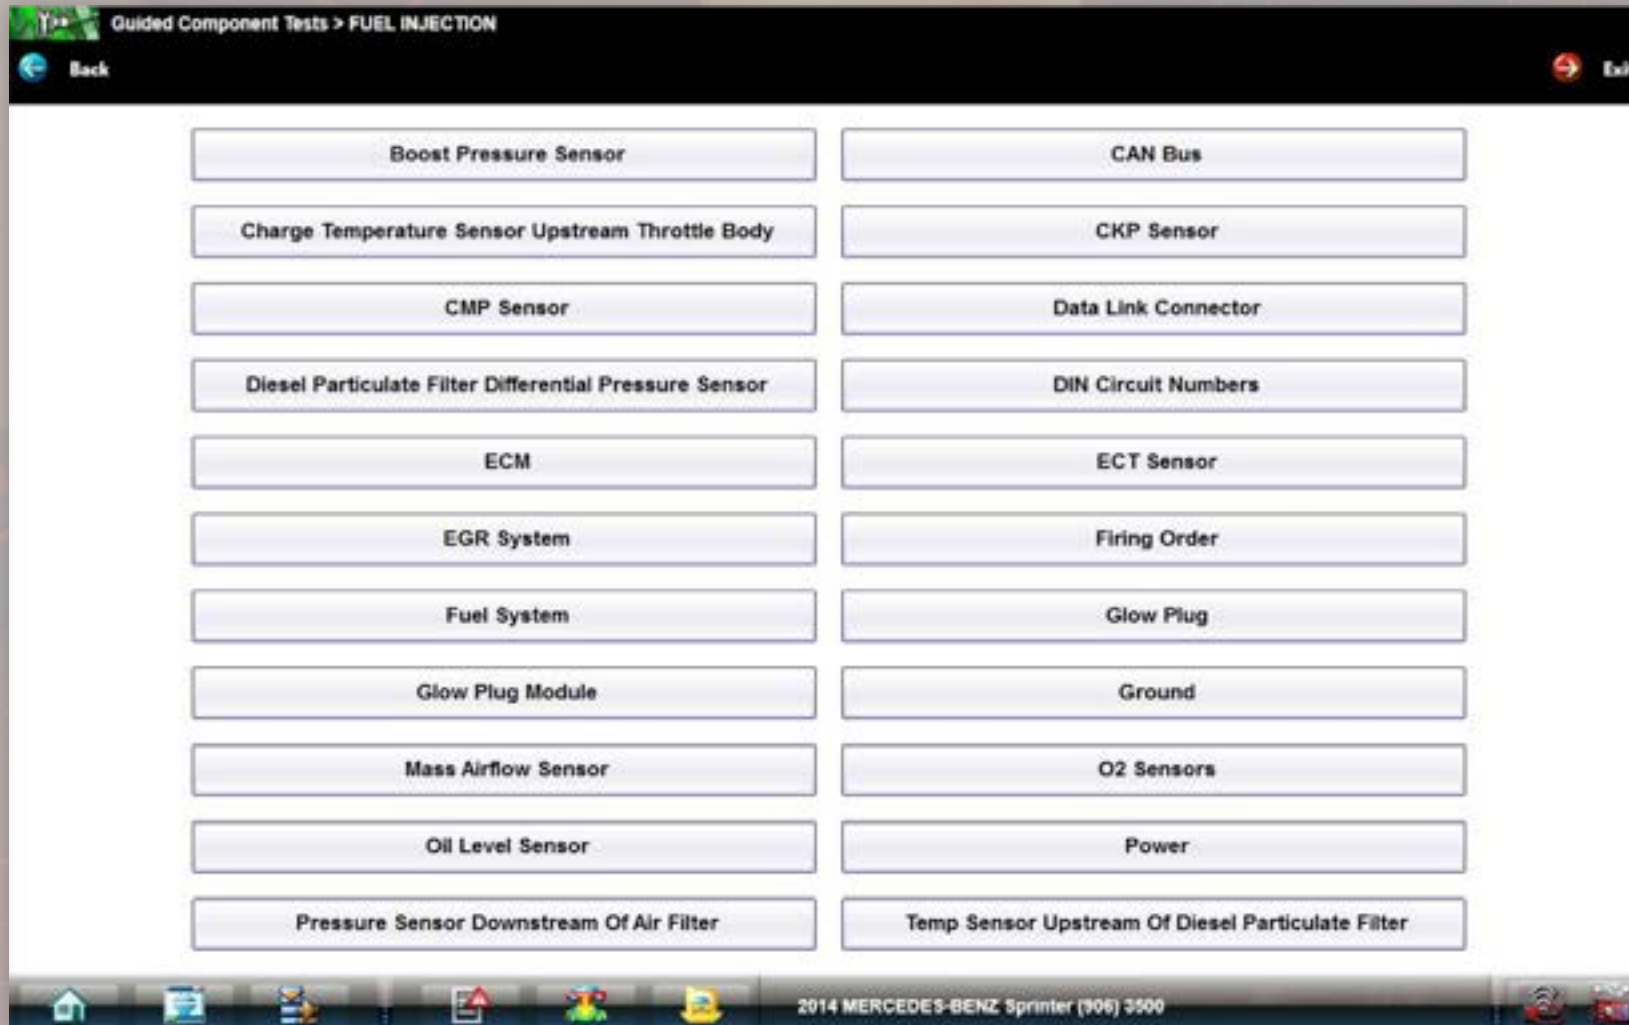 Guided Component Tests > FUEL INJECTION
Back
Boost Pressure Sensor
CAN Bus
Charge Temperature Sensor Upstream Throttle Body
CKP Sensor
CMP Sensor
Data Link Connector
Diesel Particulate Filter Differential Pressure Sensor
DIN Circuit Numbers
ECM
ECT Sensor
EGR System
Firing Order
Fuel System
Glow Plug
Glow Plug Module
Ground
Mass Airflow Sensor
O2 Sensors
Oil Level Sensor
Power
Pressure Sensor Downstream Of Air Filter
Temp Sensor Upstream Of Diesel Particulate Filter
2014 MERCEDES-BENZ Sprinter (906) 3500